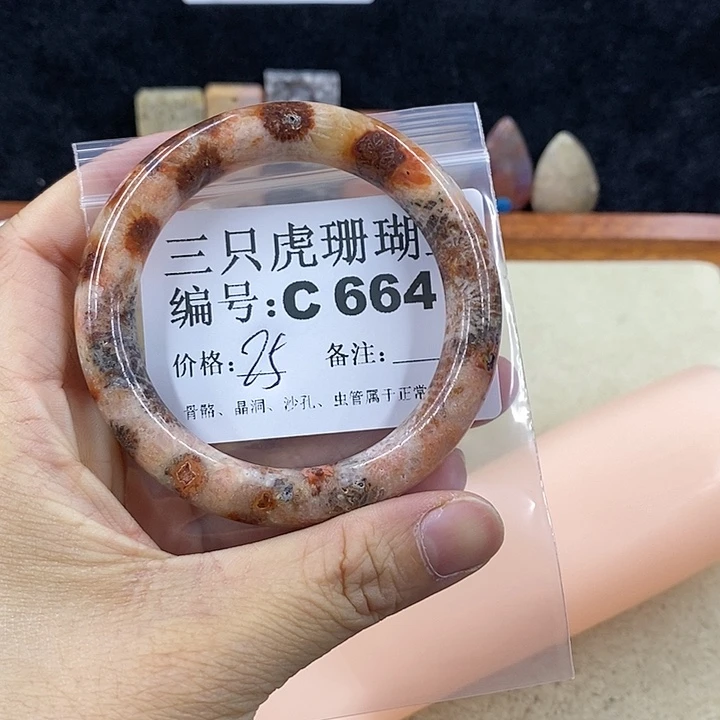 三只虎珊瑚
编号:C 664
价格:25 备注:
骨骼、晶洞、沙孔、虫管属于正常